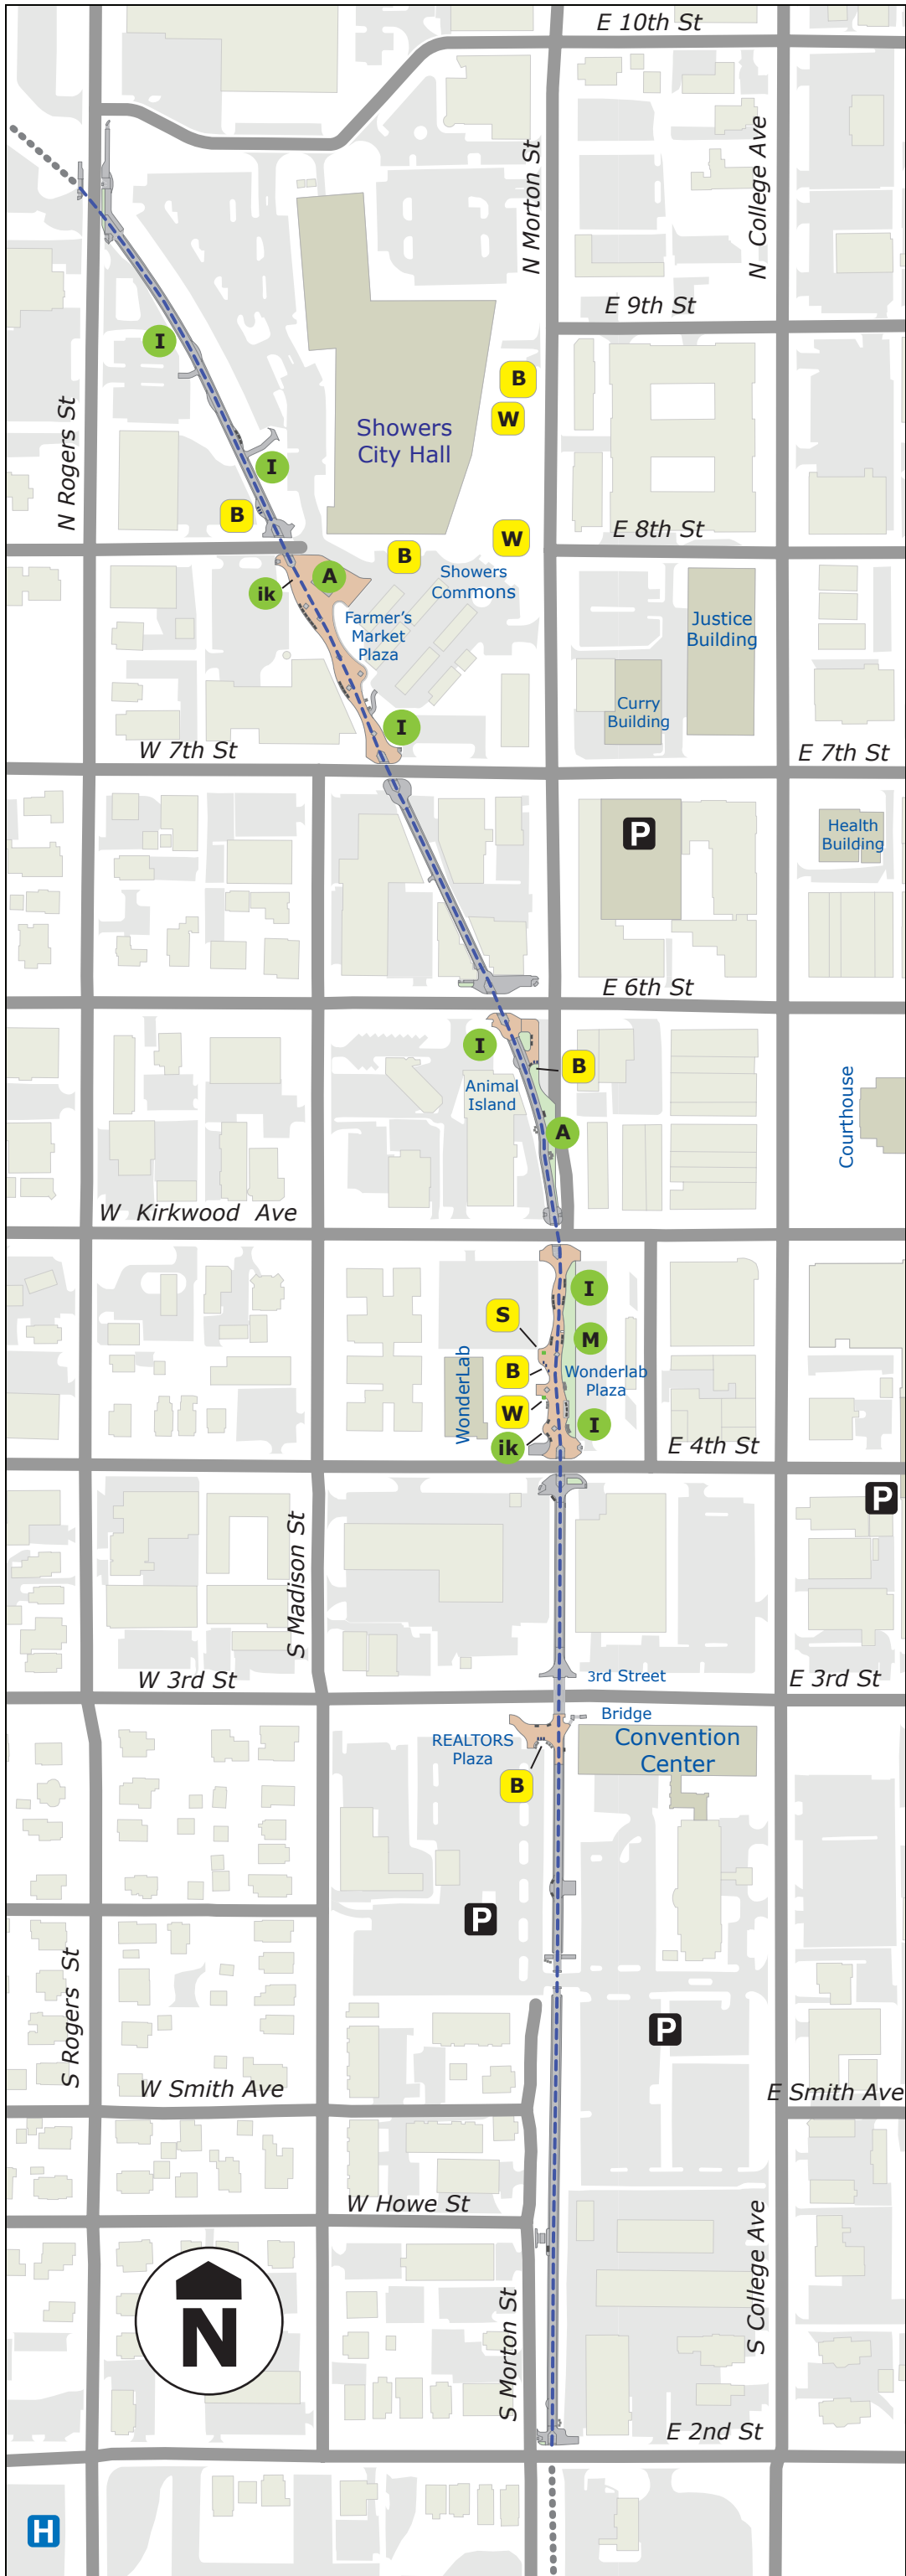 E 10th St
N Morton St
N College Ave
E 9th St
I
B
W
N Rogers St
Showers
City Hall
I
B
E 8th St
W
B
Showers
Commons
A
ik
Farmer's
Market
Plaza
Justice
Building
Curry
Building
I
W 7th St
E 7th St
P
Health
Building
E 6th St
I
B
Animal
Island
A
Courthouse
W Kirkwood Ave
I
S
M
B
Wonderlab
Plaza
WonderLab
W
I
ik
E 4th St
P
S Madison St
3rd Street
W 3rd St
E 3rd St
Bridge
REALTORS
Plaza
Convention
Center
B
P
S Rogers St
P
W Smith Ave
E Smith Ave
W Howe St
N
S Morton St
S College Ave
E 2nd St
H